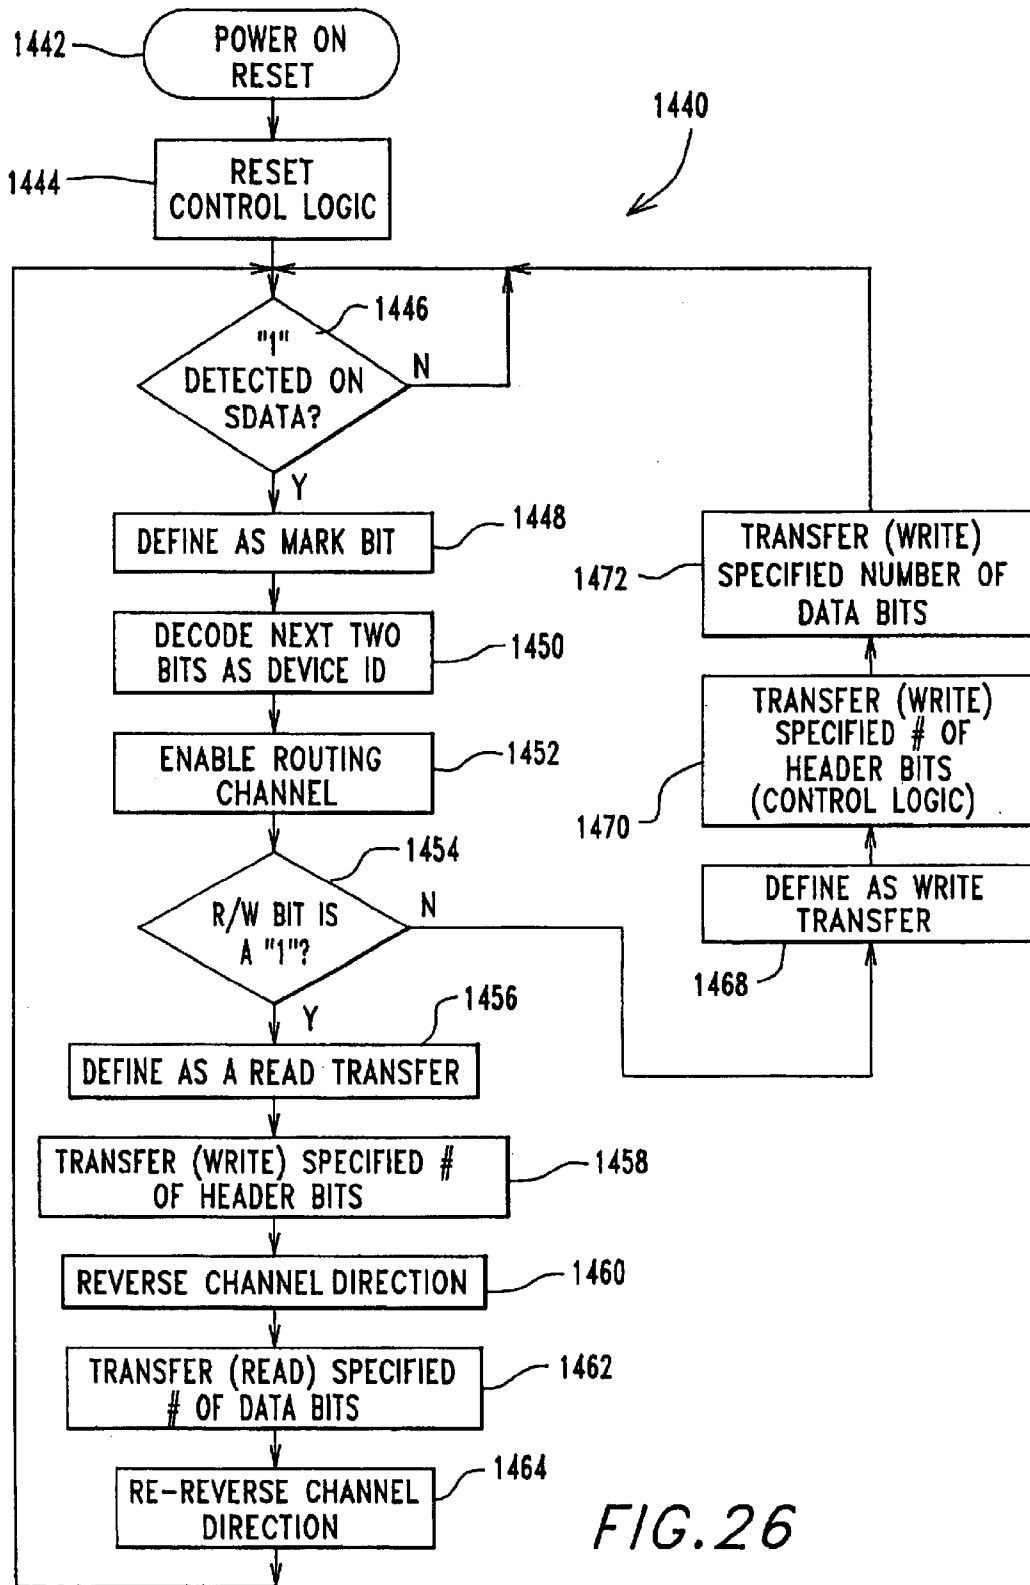 1442
POWER ON
RESET
1440
1444
RESET
CONTROL LOGIC
1446
"1"
DETECTED ON
SDATA?
N
Y
DEFINE AS MARK BIT
1448
DECODE NEXT TWO
BITS AS DEVICE ID
1450
ENABLE ROUTING
CHANNEL
1452
1454
R/W BIT IS
A "1"?
N
Y
1456
DEFINE AS A READ TRANSFER
TRANSFER (WRITE) SPECIFIED #
OF HEADER BITS
1458
REVERSE CHANNEL DIRECTION
1460
TRANSFER (READ) SPECIFIED
# OF DATA BITS
1462
RE-REVERSE CHANNEL
DIRECTION
1464
TRANSFER (WRITE)
SPECIFIED NUMBER OF
DATA BITS
1472
TRANSFER (WRITE)
SPECIFIED # OF
HEADER BITS
(CONTROL LOGIC)
1470
DEFINE AS WRITE
TRANSFER
1468
FIG.26